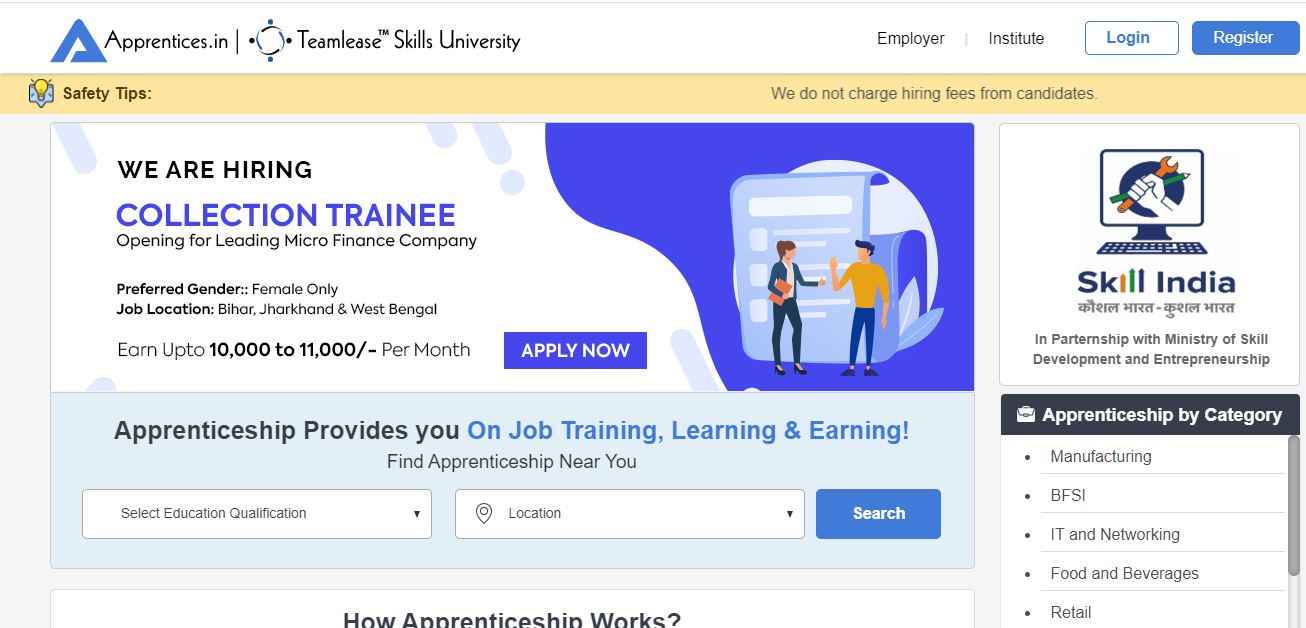 Apprentices.in | Teamlease™ Skills University
Employer | Institute
Login
Register
Safety Tips:
We do not charge hiring fees from candidates.
WE ARE HIRING
COLLECTION TRAINEE
Opening for Leading Micro Finance Company
Preferred Gender:: Female Only
Job Location: Bihar, Jharkhand & West Bengal
Earn Upto 10,000 to 11,000/- Per Month
APPLY NOW
Skill India
कौशल भारत - कुशल भारत
In Parternship with Ministry of Skill
Development and Entrepreneurship
Apprenticeship Provides you On Job Training, Learning & Earning!
Find Apprenticeship Near You
Select Education Qualification
Location
Search
Apprenticeship by Category
Manufacturing
BFSI
IT and Networking
Food and Beverages
Retail
How Apprenticeship Works?